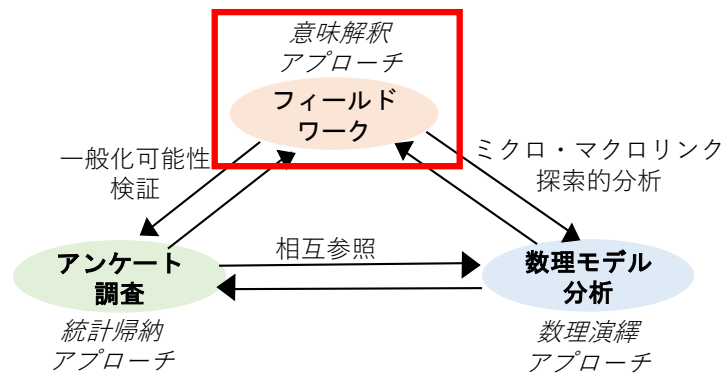 意味解釈
アプローチ
フィールド
ワーク
一般化可能性
検証
ミクロ・マクロリンク
探索的分析
アンケート
調査
相互参照
数理モデル
分析
統計帰納
アプローチ
数理演繹
アプローチ